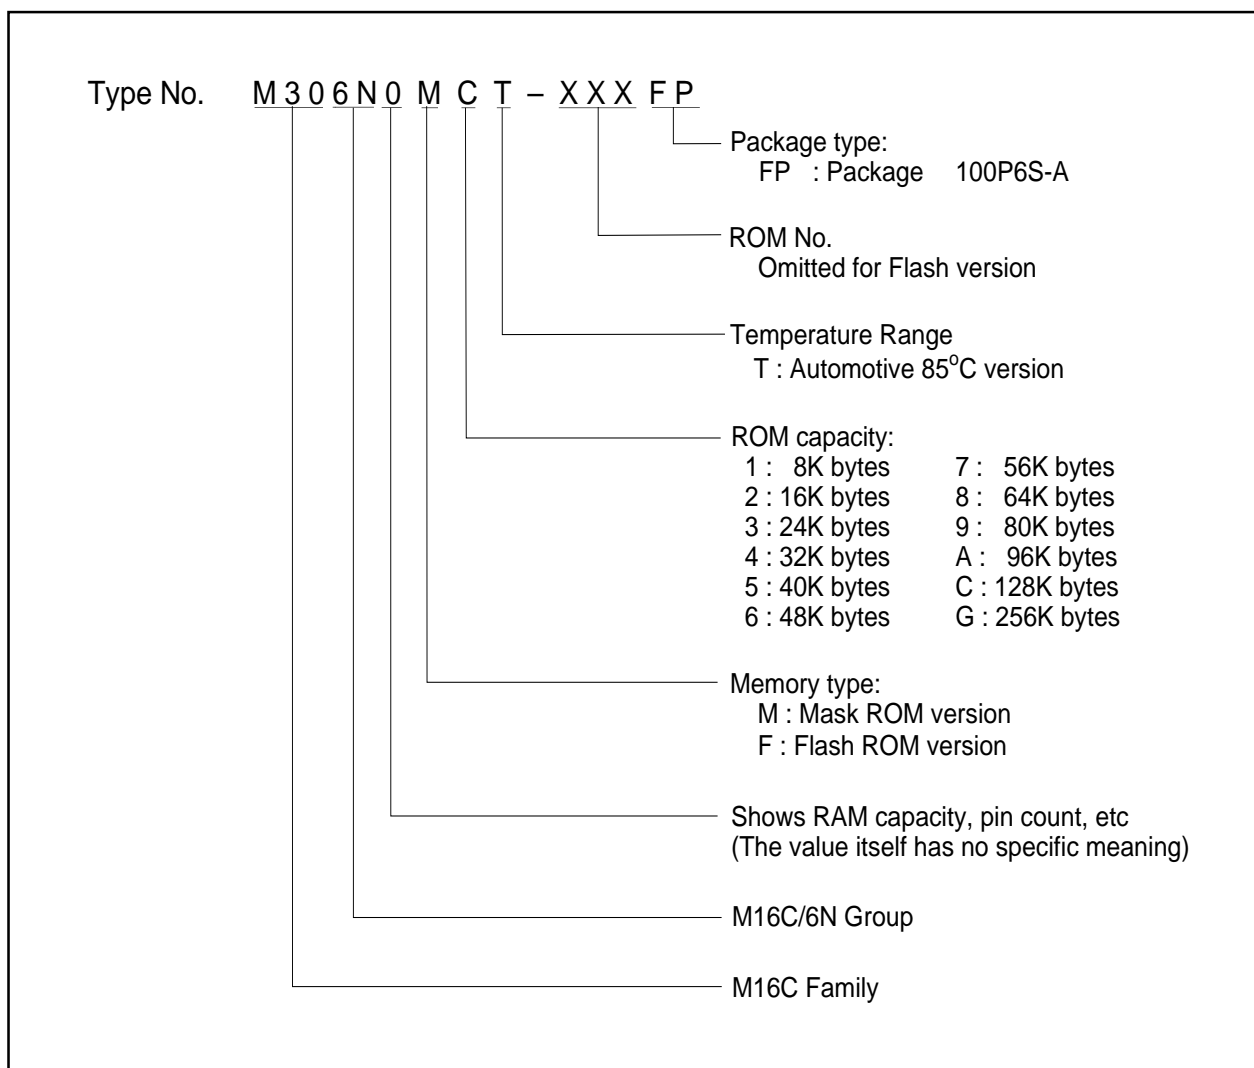 Type No. M 3 0 6 N 0 M C T – X X X F P
Package type:
FP : Package 100P6S-A
ROM No.
Omitted for Flash version
Temperature Range
T : Automotive 85°C version
ROM capacity:
1 : 8K bytes 7 : 56K bytes
2 : 16K bytes 8 : 64K bytes
3 : 24K bytes 9 : 80K bytes
4 : 32K bytes A : 96K bytes
5 : 40K bytes C : 128K bytes
6 : 48K bytes G : 256K bytes
Memory type:
M : Mask ROM version
F : Flash ROM version
Shows RAM capacity, pin count, etc
(The value itself has no specific meaning)
M16C/6N Group
M16C Family